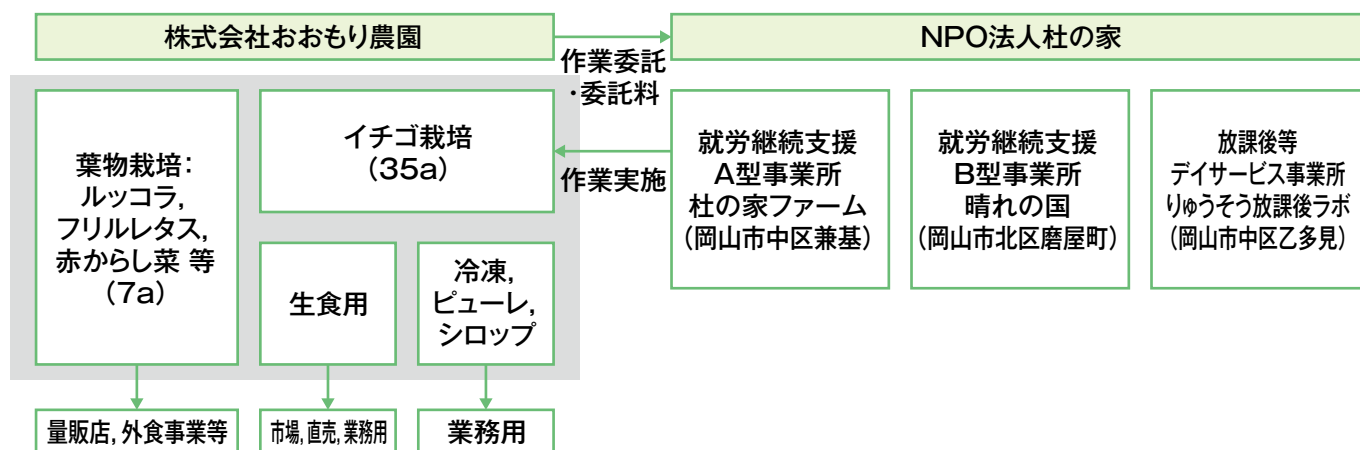 株式会社おおもり農園
作業委託
・委託料
NPO法人杜の家
葉物栽培：
ルッコラ，
フリルレタス，
赤からし菜 等
（7a）
イチゴ栽培
（35a）
作業実施
生食用
冷凍，
ピューレ，
シロップ
就労継続支援
A型事業所
杜の家ファーム
（岡山市中区兼基）
就労継続支援
B型事業所
晴れの国
（岡山市北区磨屋町）
放課後等
デイサービス事業所
りゅうそう放課後ラボ
（岡山市中区乙多見）
量販店，外食事業等
市場，直売，業務用
業務用